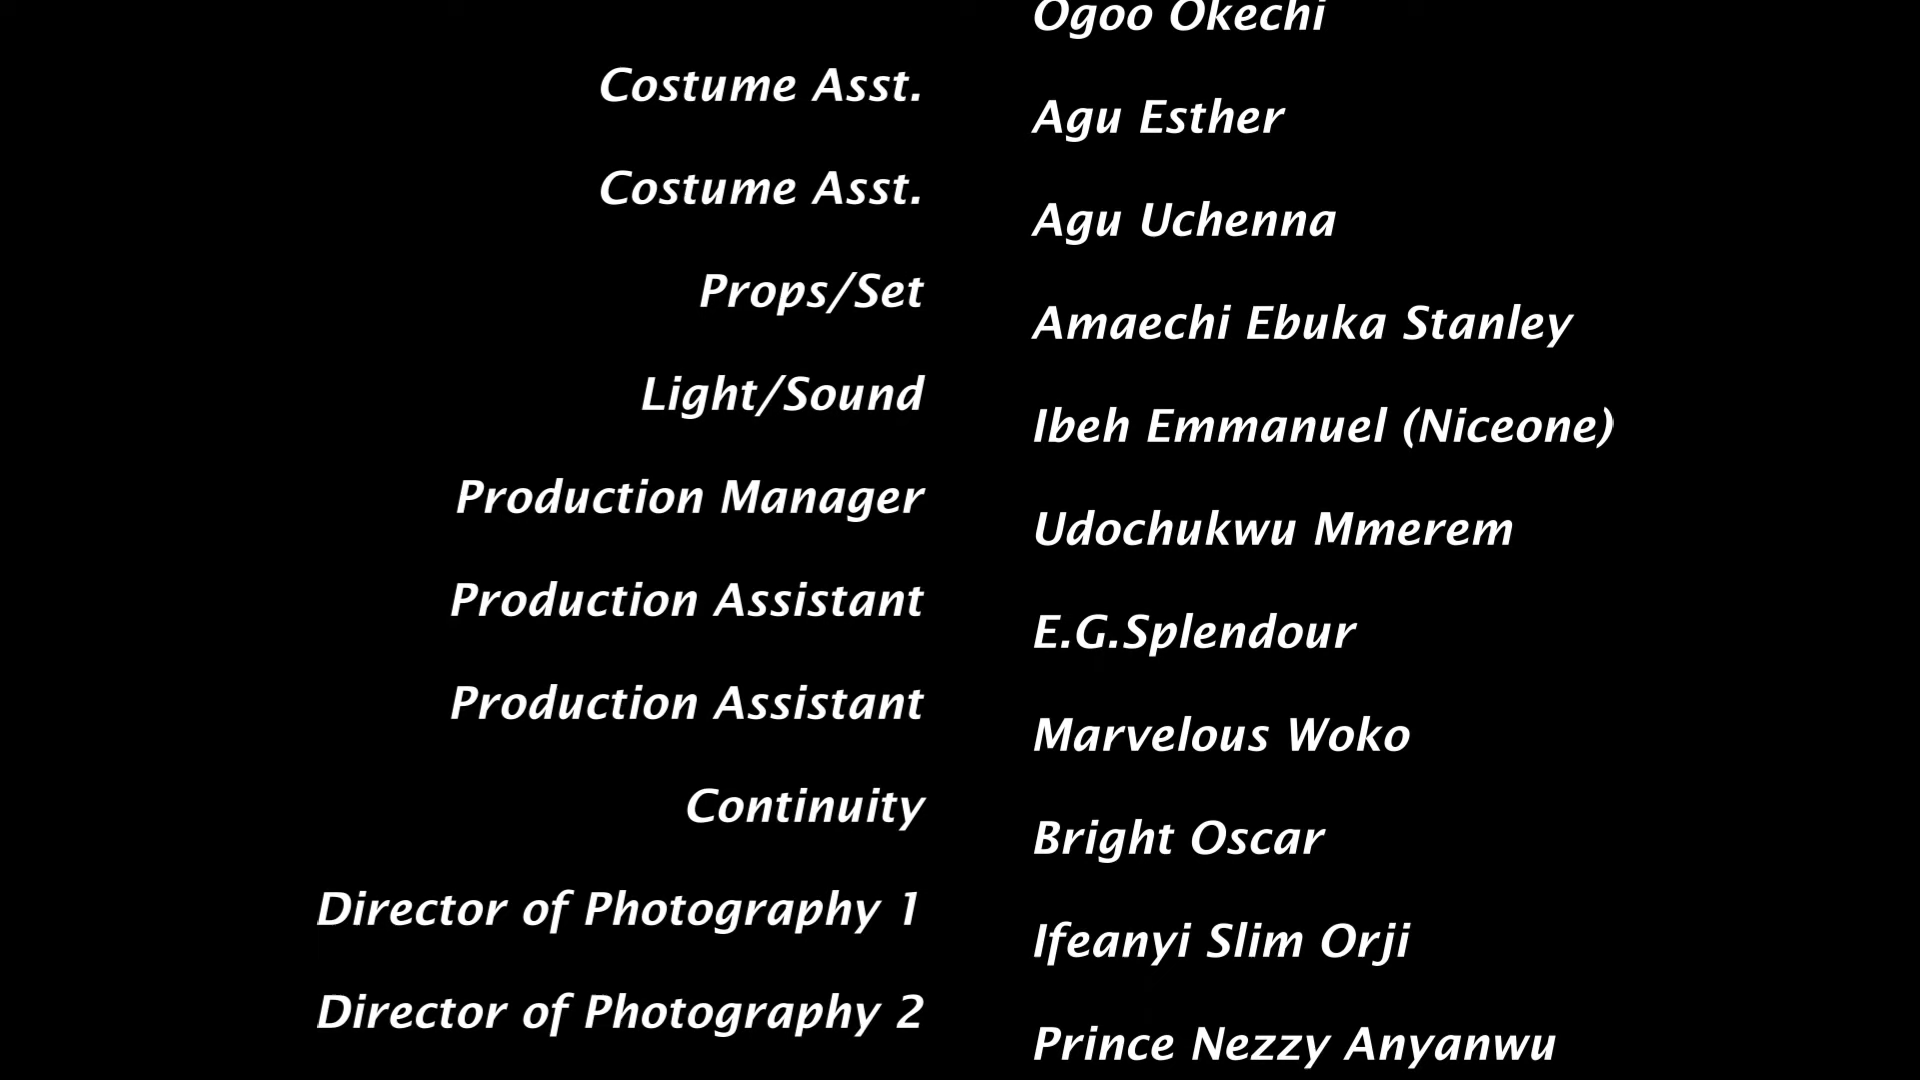 Ogoo Okechi
Costume Asst.
Agu Esther
Costume Asst.
Agu Uchenna
Props/Set
Amaechi Ebuka Stanley
Light/Sound
Ibeh Emmanuel (Niceone)
Production Manager
Udochukwu Mmerem
Production Assistant
E.G.Splendour
Production Assistant
Marvelous Woko
Continuity
Bright Oscar
Director of Photography 1
Ifeanyi Slim Orji
Director of Photography 2
Prince Nezzy Anyanwu